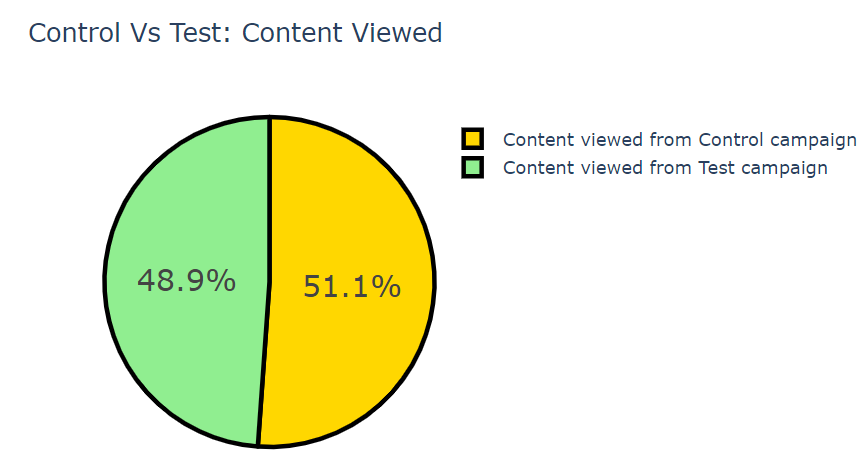 Control Vs Test: Content Viewed
Content viewed from Control campaign
Content viewed from Test campaign
48.9%
51.1%